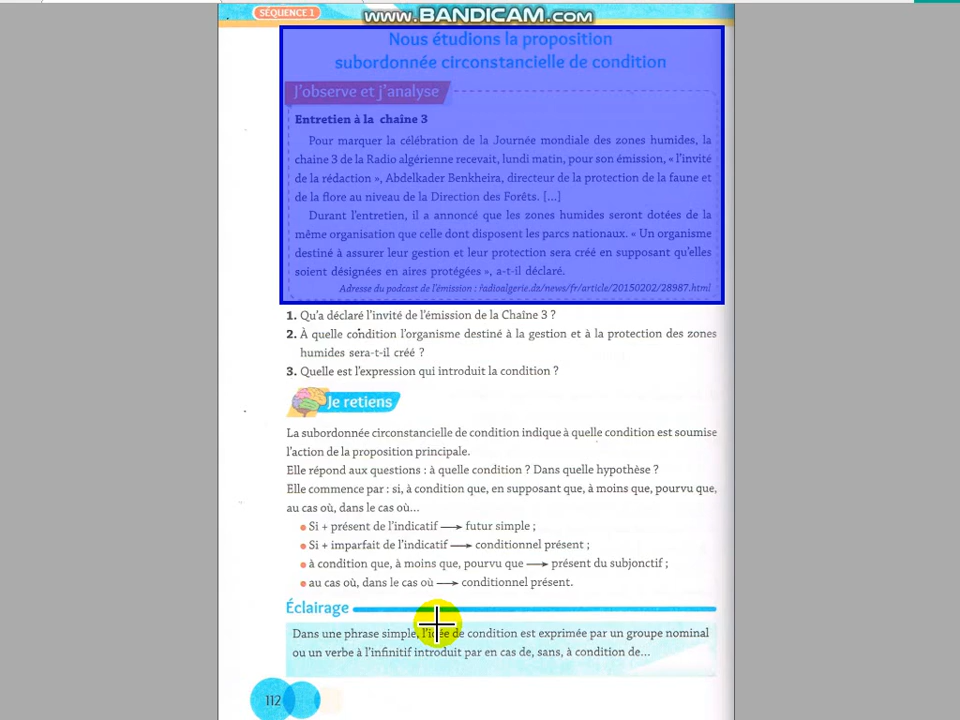 SÉQUENCE 1
www.BANDICAM.com
Nous étudions la proposition
subordonnée circonstancielle de condition
J'observe et j'analyse
Entretien à la chaîne 3
Pour marquer la célébration de la Journée mondiale des zones humides, la
chaine 3 de la Radio algérienne recevait, lundi matin, pour son émission, « l'invité
de la rédaction », Abdelkader Benkheira, directeur de la protection de la faune et
de la flore au niveau de la Direction des Forêts. [...]
Durant l'entretien, il a annoncé que les zones humides seront dotées de la
même organisation que celle dont disposent les parcs nationaux. « Un organisme
destiné à assurer leur gestion et leur protection sera créé en supposant qu'elles
soient désignées en aires protégées », a-t-il déclaré.
Adresse du podcast de l'émission : radioalgerie.dz/news/fr/article/20150202/28987.html
1. Qu'a déclaré l'invité de l'émission de la Chaîne 3 ?
2. À quelle condition l'organisme destiné à la gestion et à la protection des zones
humides sera-t-il créé ?
3. Quelle est l'expression qui introduit la condition ?
Je retiens
La subordonnée circonstancielle de condition indique à quelle condition est soumise
l'action de la proposition principale.
Elle répond aux questions : à quelle condition ? Dans quelle hypothèse ?
Elle commence par : si, à condition que, en supposant que, à moins que, pourvu que,
au cas où, dans le cas où...
• Si + présent de l'indicatif → futur simple ;
• Si + imparfait de l'indicatif → conditionnel présent ;
• à condition que, à moins que, pourvu que → présent du subjonctif ;
• au cas où, dans le cas où → conditionnel présent.
Éclairage
Dans une phrase simple, l'idée de condition est exprimée par un groupe nominal
ou un verbe à l'infinitif introduit par en cas de, sans, à condition de...
112